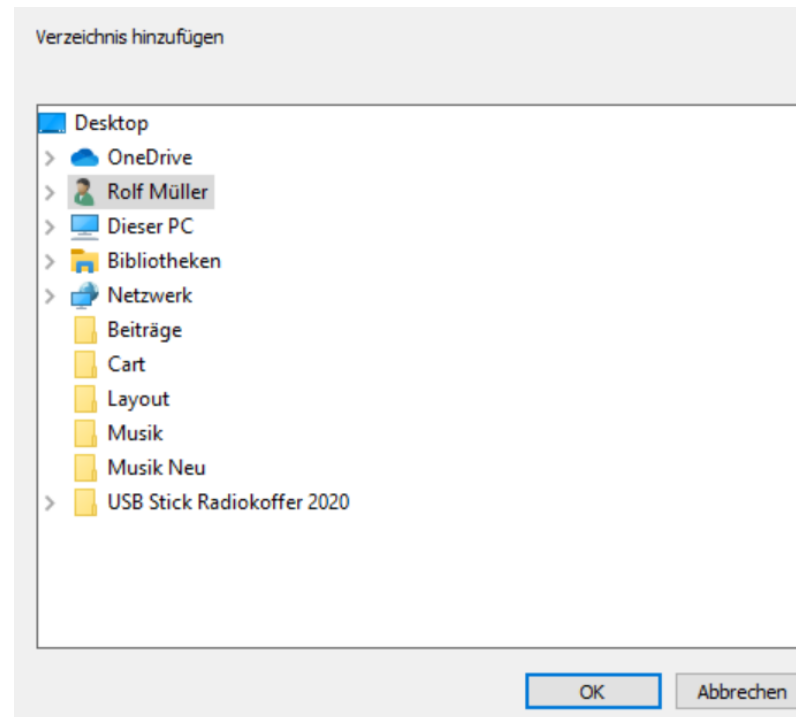 Verzeichnis hinzufügen
Desktop
OneDrive
Rolf Müller
Dieser PC
Bibliotheken
Netzwerk
Beiträge
Cart
Layout
Musik
Musik Neu
USB Stick Radiokoffer 2020
OK Abbrechen